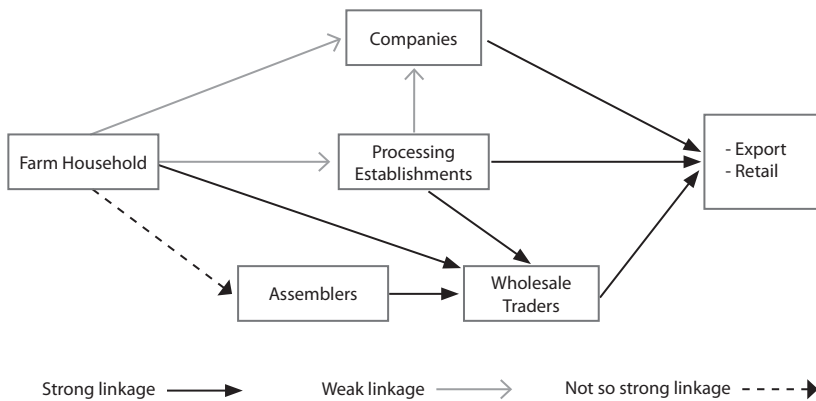 Companies
Farm Household
Processing
Establishments
- Export
- Retail
Assemblers
Wholesale
Traders
Strong linkage
Weak linkage
Not so strong linkage